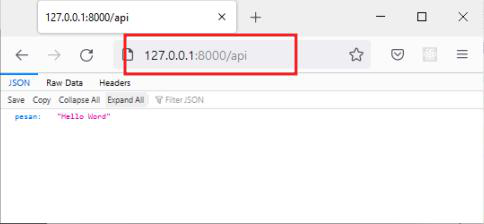 127.0.0.1:8000/api
127.0.0.1:8000/api
JSON Raw Data Headers
Save Copy Collapse All Expand All Filter JSON
pesan: "Hello Word"